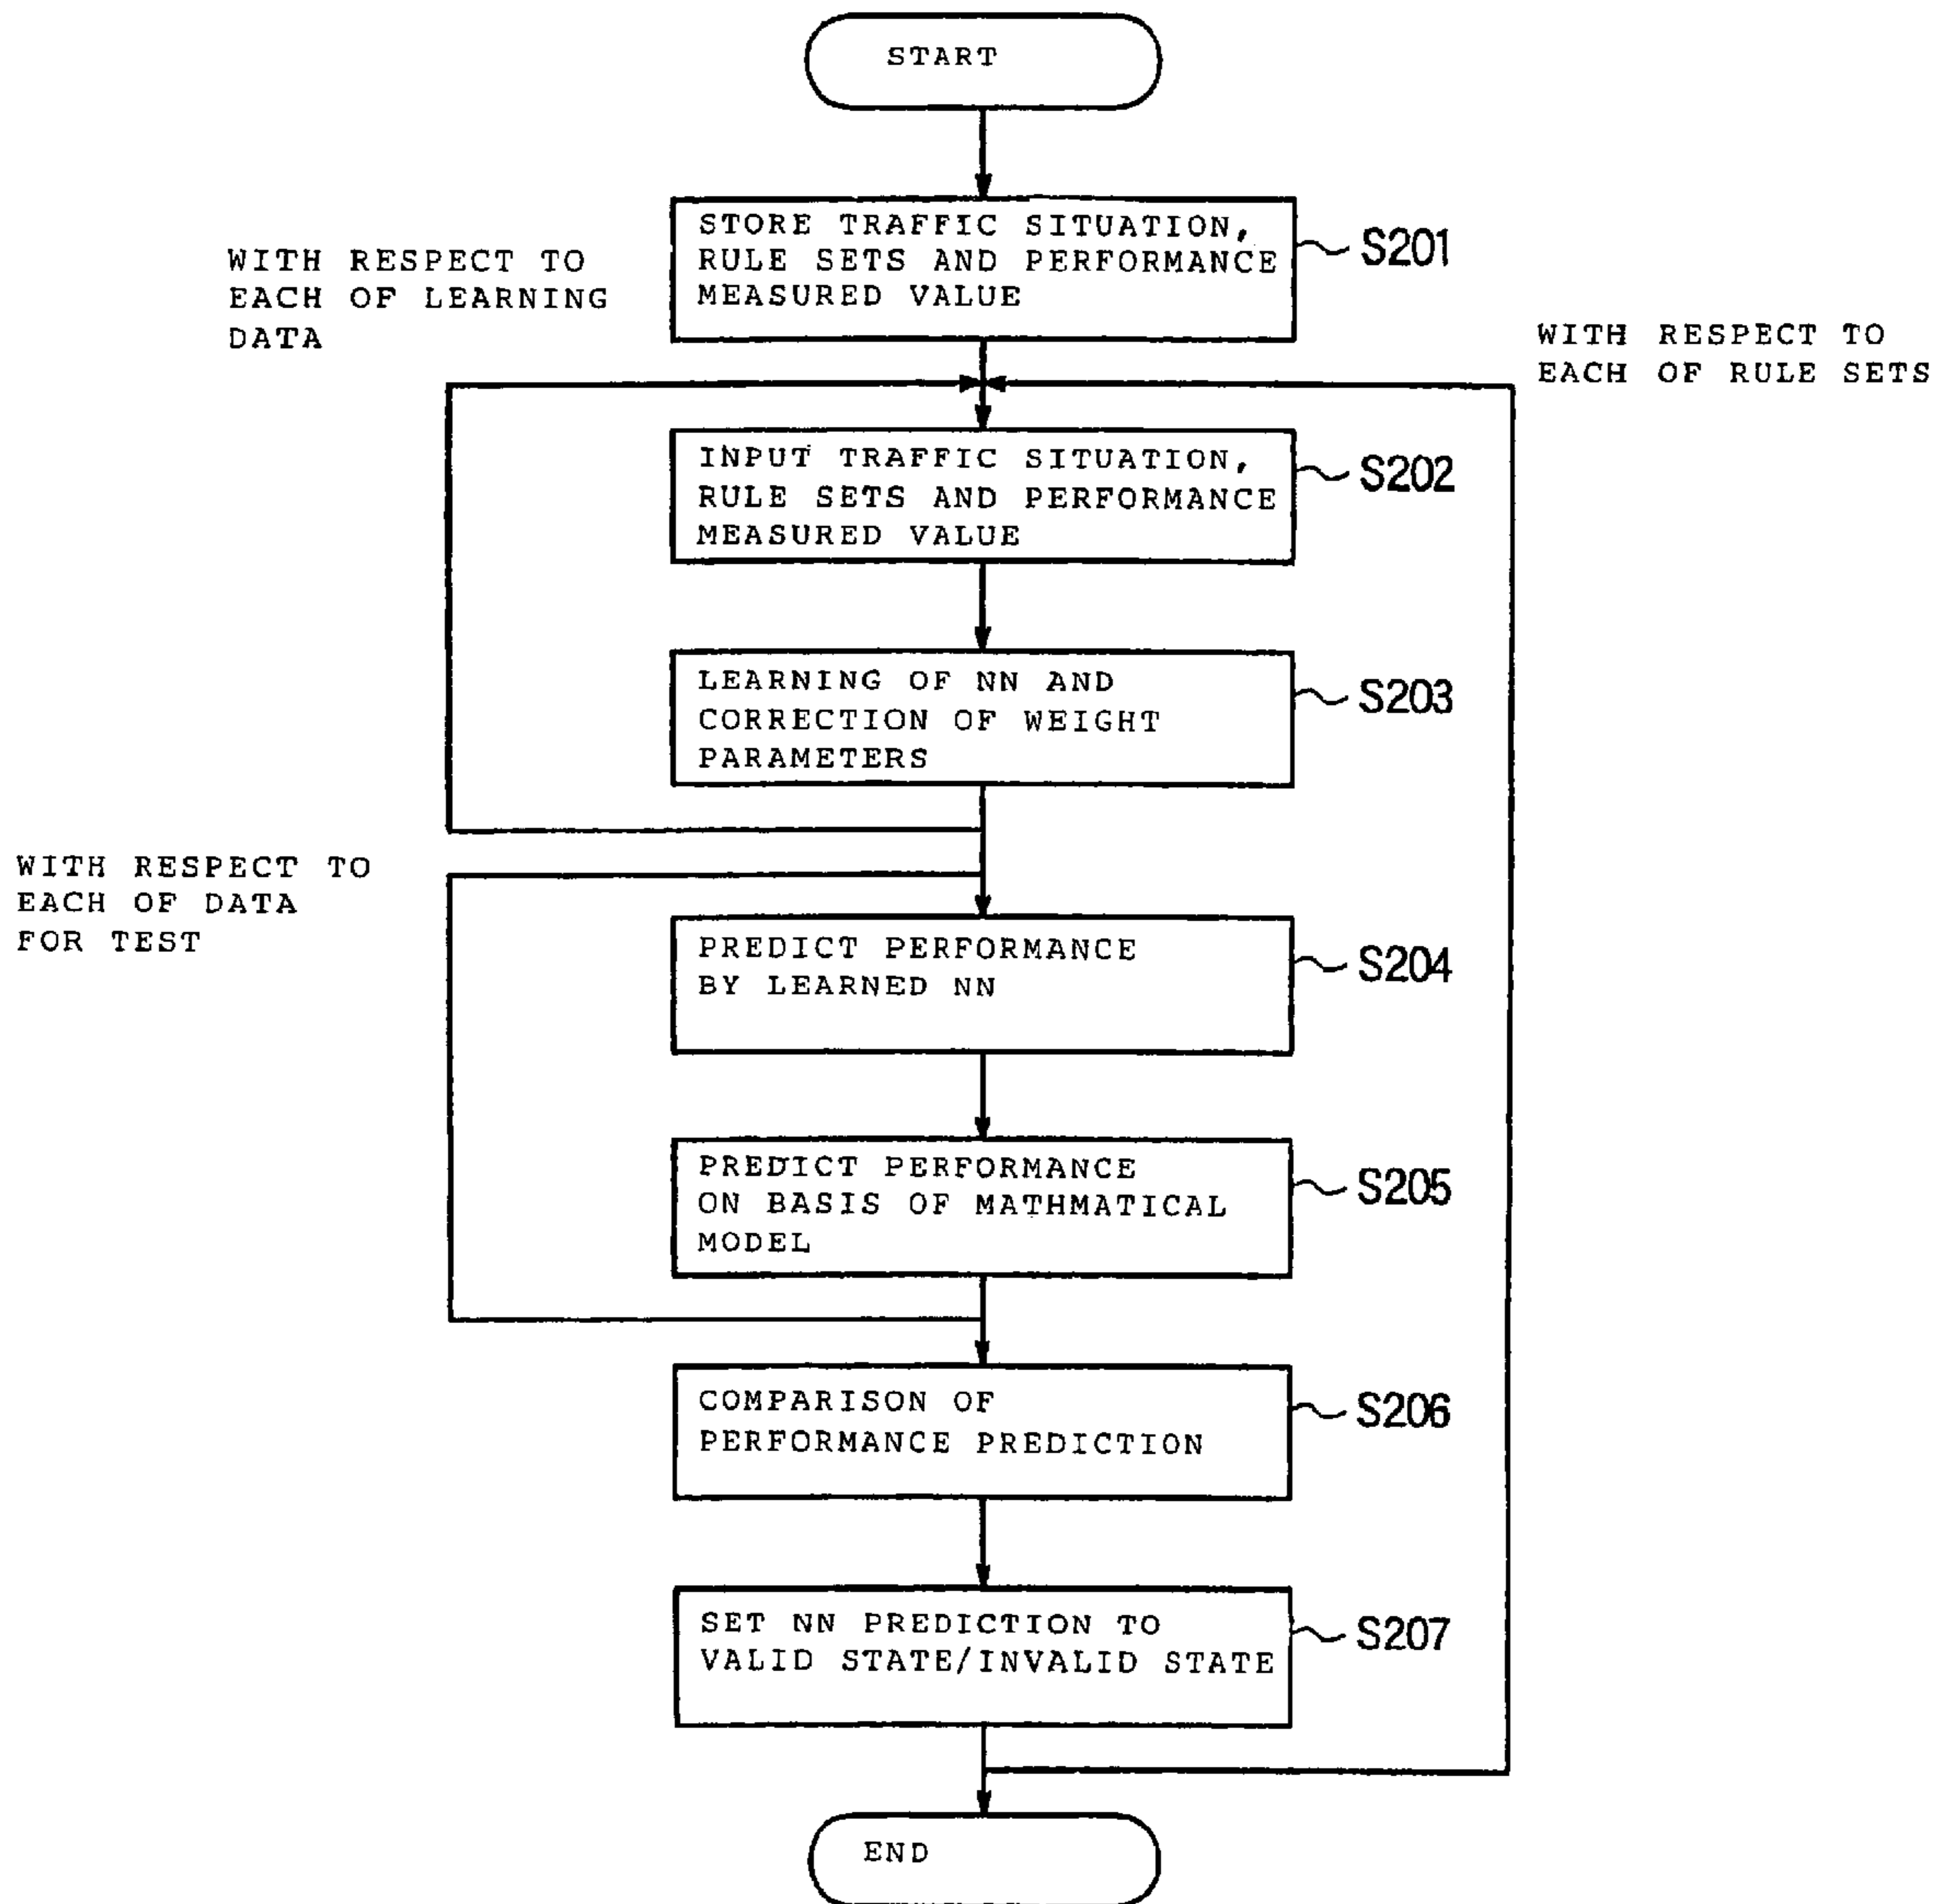 START
STORE TRAFFIC SITUATION,
RULE SETS AND PERFORMANCE
MEASURED VALUE
S201
WITH RESPECT TO
EACH OF LEARNING
DATA
WITH RESPECT TO
EACH OF RULE SETS
INPUT TRAFFIC SITUATION,
RULE SETS AND PERFORMANCE
MEASURED VALUE
S202
LEARNING OF NN AND
CORRECTION OF WEIGHT
PARAMETERS
S203
WITH RESPECT TO
EACH OF DATA
FOR TEST
PREDICT PERFORMANCE
BY LEARNED NN
S204
PREDICT PERFORMANCE
ON BASIS OF MATHMATICAL
MODEL
S205
COMPARISON OF
PERFORMANCE PREDICTION
S206
SET NN PREDICTION TO
VALID STATE/INVALID STATE
S207
END